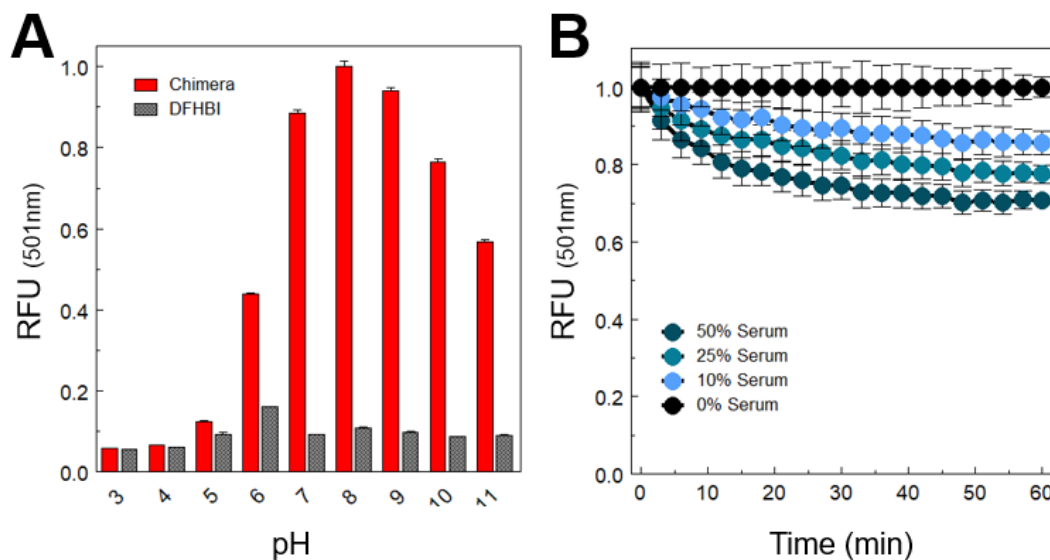 A
RFU (501nm)
1.0
0.8
0.6
0.4
0.2
0.0
Chimera
DFHBI
3 4 5 6 7 8 9 10 11
pH
B
RFU (501nm)
1.0
0.8
0.6
0.4
0.2
0.0
50% Serum
25% Serum
10% Serum
0% Serum
0 10 20 30 40 50 60
Time (min)